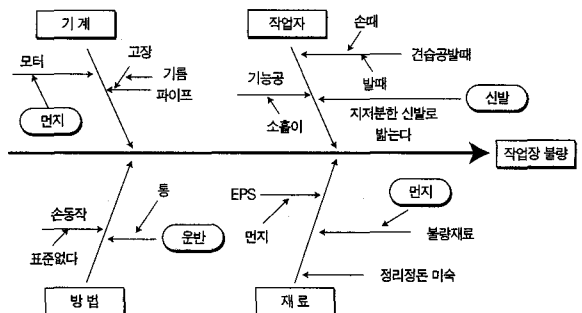 기 계
작업자
고장
손때
모터
기름
견습공발때
파이프
기능공
발때
먼지
신발
소홀이
지저분한 신발로
밟는다
작업장 불량
통
EPS
먼지
손동작
운반
먼지
불량재료
표준없다
정리정돈 미숙
방 법
재 료